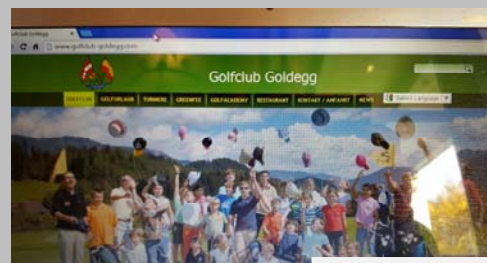 Golfclub Goldegg
www.golfclub-goldegg.com
Golfclub Goldegg
GOLFCLUB GOLFURLAUB TURNIERE GREENFEE GOLFACADEMY RESTAURANT KONTAKT / ANFAHRT NEWS Select Language